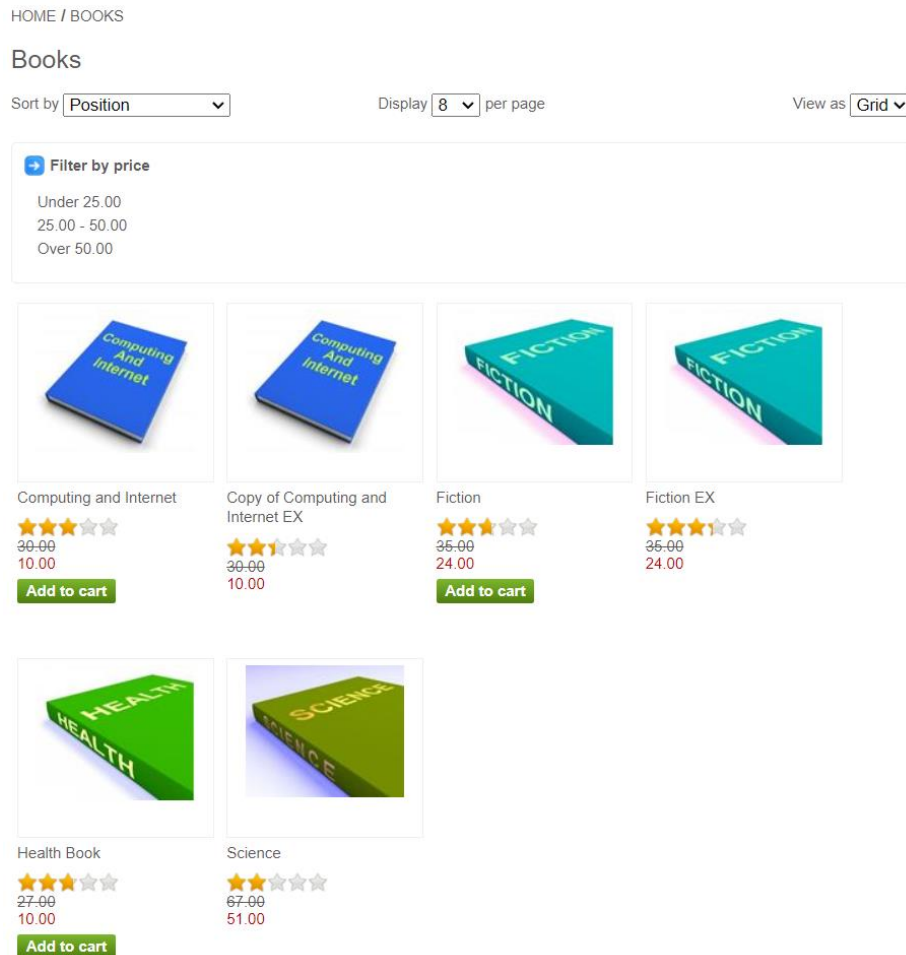 HOME / BOOKS
Books
Sort by Position
Display 8 per page
View as Grid
Filter by price
Under 25.00
25.00 - 50.00
Over 50.00
Computing
And
Internet
Computing
And
Internet
FICTION
FICTION
FICTION
FICTION
Computing and Internet
30.00
10.00
Add to cart
Copy of Computing and
Internet EX
30.00
10.00
Fiction
35.00
24.00
Add to cart
Fiction EX
35.00
24.00
HEALTH
HEALTH
SCIENCE
SCIENCE
Health Book
27.00
10.00
Add to cart
Science
67.00
51.00